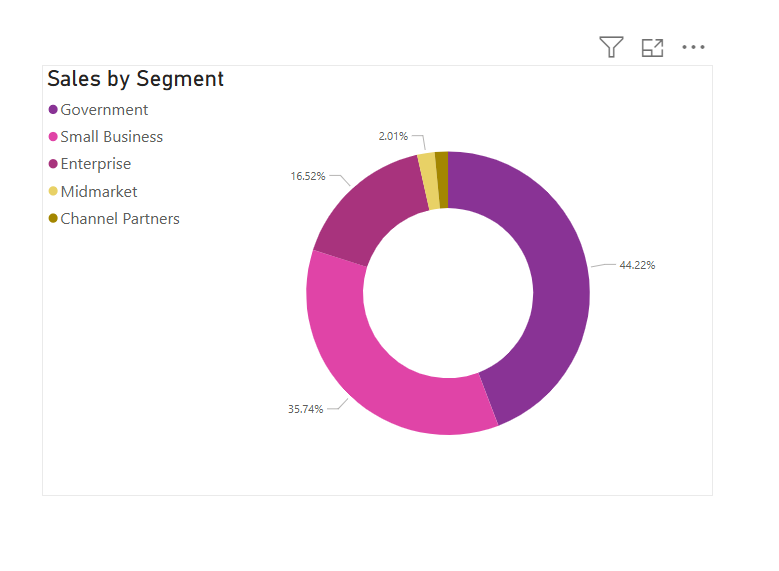 Sales by Segment
Government
Small Business
Enterprise
Midmarket
Channel Partners
2.01%
16.52%
44.22%
35.74%